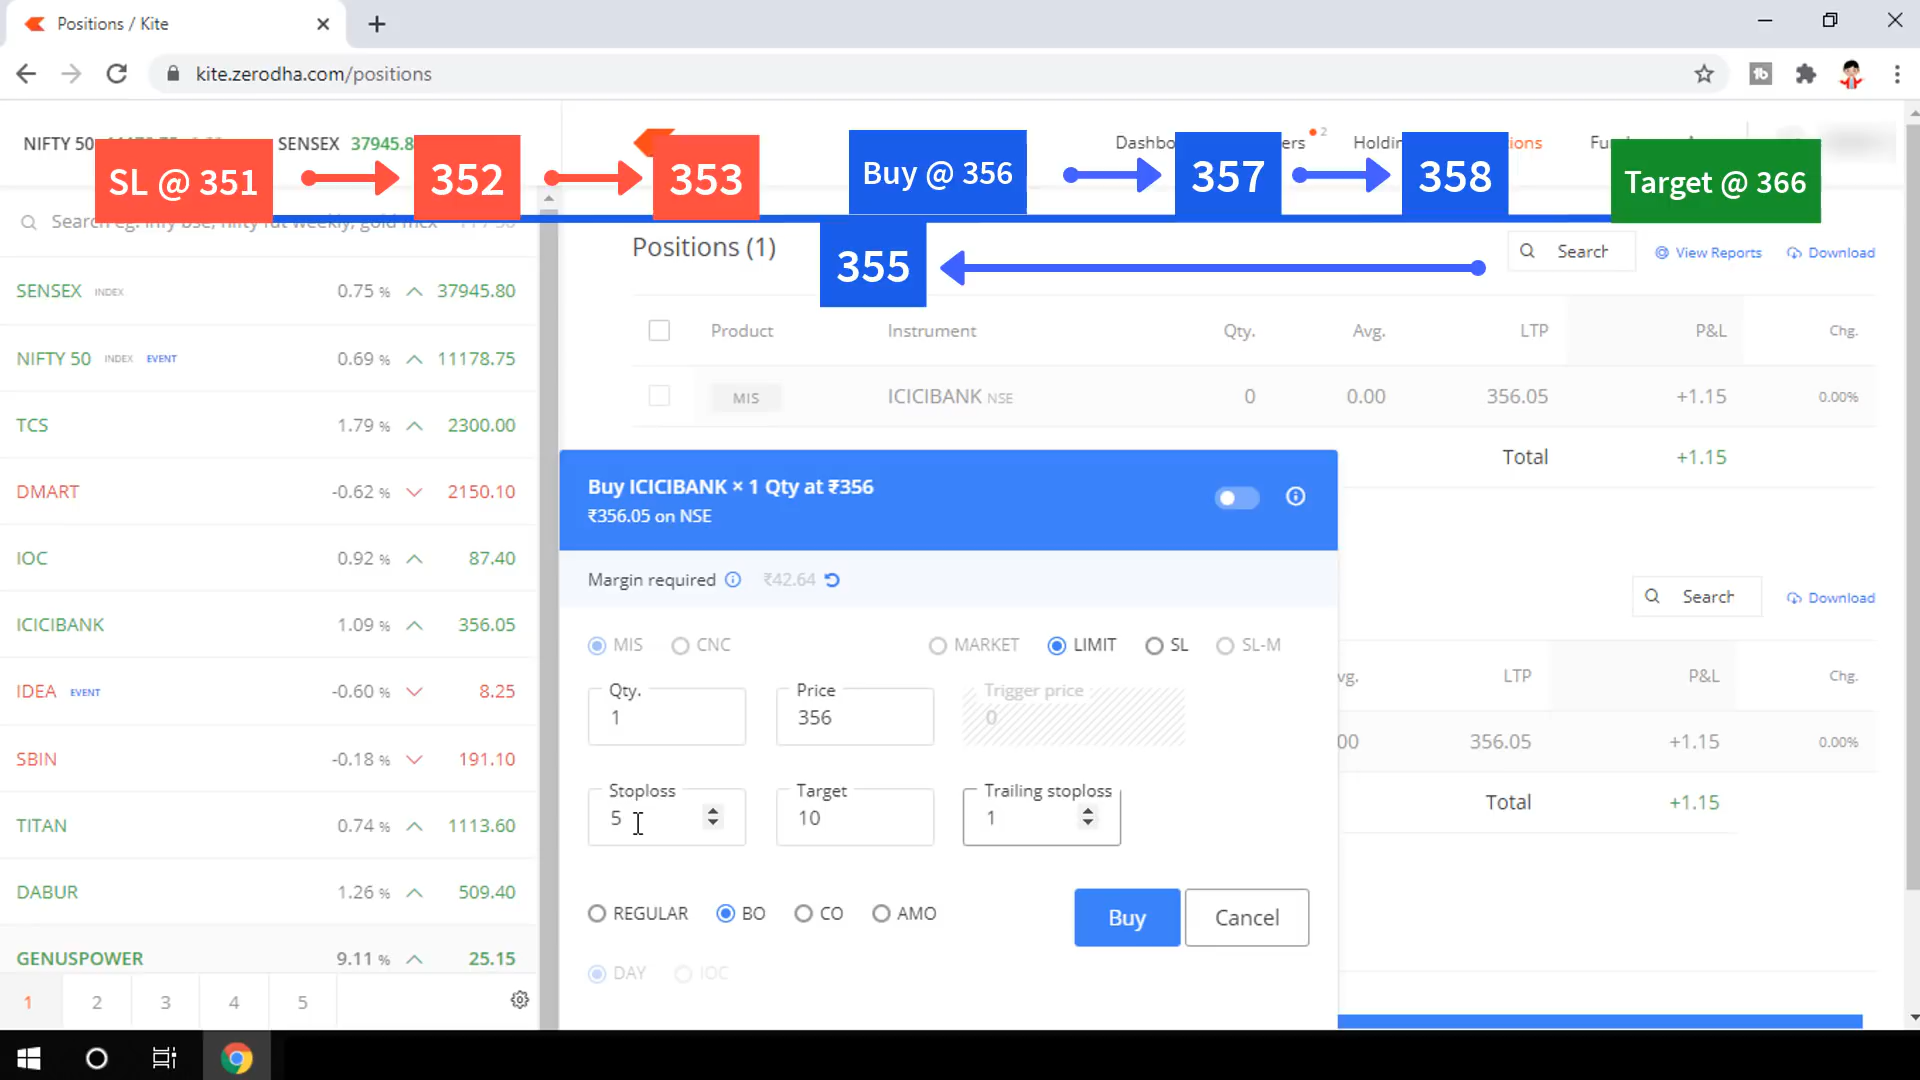 Positions / Kite
kite.zerodha.com/positions
NIFTY 50
SENSEX 37945.8
SL @ 351
352
353
Buy @ 356
357
358
Target @ 366
355
Positions (1)
Search
View Reports
Download
Product Instrument Qty. Avg. LTP P&L Chg.
MIS ICICIBANK NSE 0 0.00 356.05 +1.15 0.00%
Total +1.15
SENSEX INDEX 0.75 % 37945.80
NIFTY 50 INDEX EVENT 0.69 % 11178.75
TCS 1.79 % 2300.00
DMART -0.62 % 2150.10
IOC 0.92 % 87.40
ICICIBANK 1.09 % 356.05
IDEA EVENT -0.60 % 8.25
SBIN -0.18 % 191.10
TITAN 0.74 % 1113.60
DABUR 1.26 % 509.40
GENUSPOWER 9.11 % 25.15
1 2 3 4 5
Buy ICICIBANK × 1 Qty at ₹356
₹356.05 on NSE
Margin required ₹42.64
MIS CNC MARKET LIMIT SL SL-M
Qty. Price Trigger price
1 356 0
Stoploss Target Trailing stoploss
5 10 1
REGULAR BO CO AMO
Buy Cancel
DAY IOC
Search
Download
vg. LTP P&L Chg.
00 356.05 +1.15 0.00%
Total +1.15